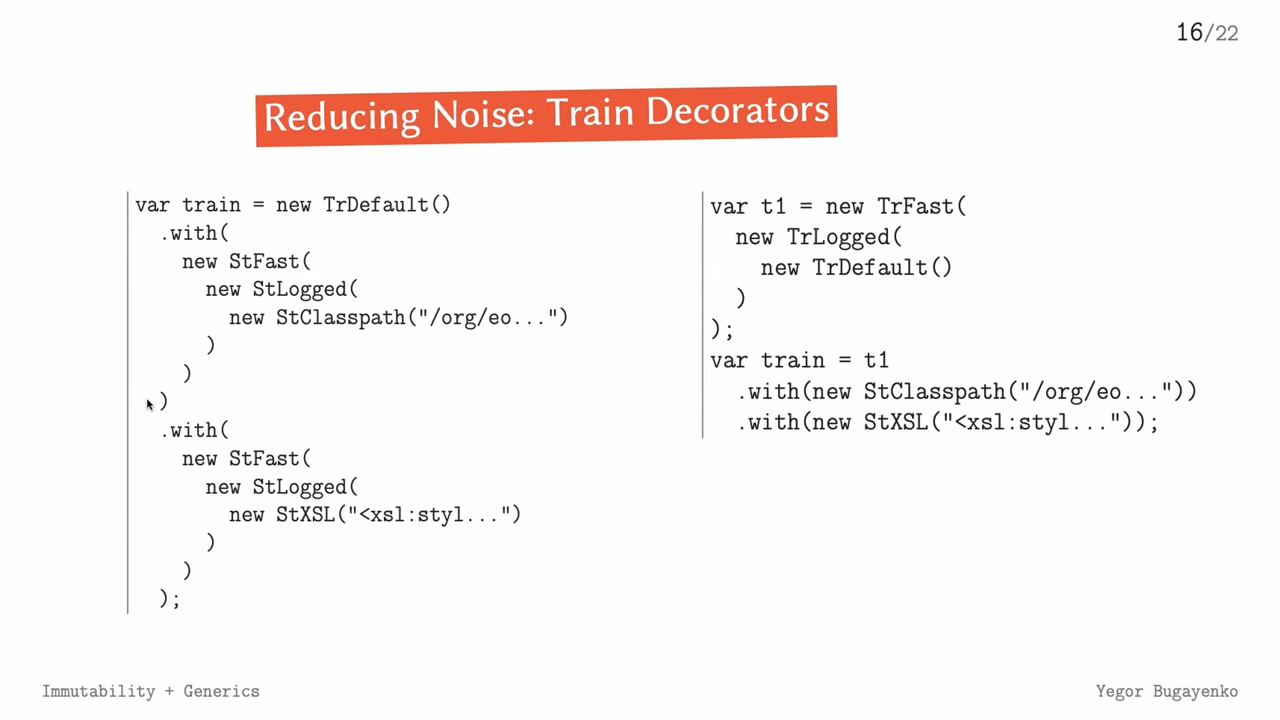 16/22
Reducing Noise: Train Decorators
var train = new TrDefault()
.with(
new StFast(
new StLogged(
new StClasspath("/org/eo...")
)
)
)
.with(
new StFast(
new StLogged(
new StXSL("<xsl:styl...")
)
)
);
var t1 = new TrFast(
new TrLogged(
new TrDefault()
)
);
var train = t1
.with(new StClasspath("/org/eo..."))
.with(new StXSL("<xsl:styl..."));
Immutability + Generics
Yegor Bugayenko